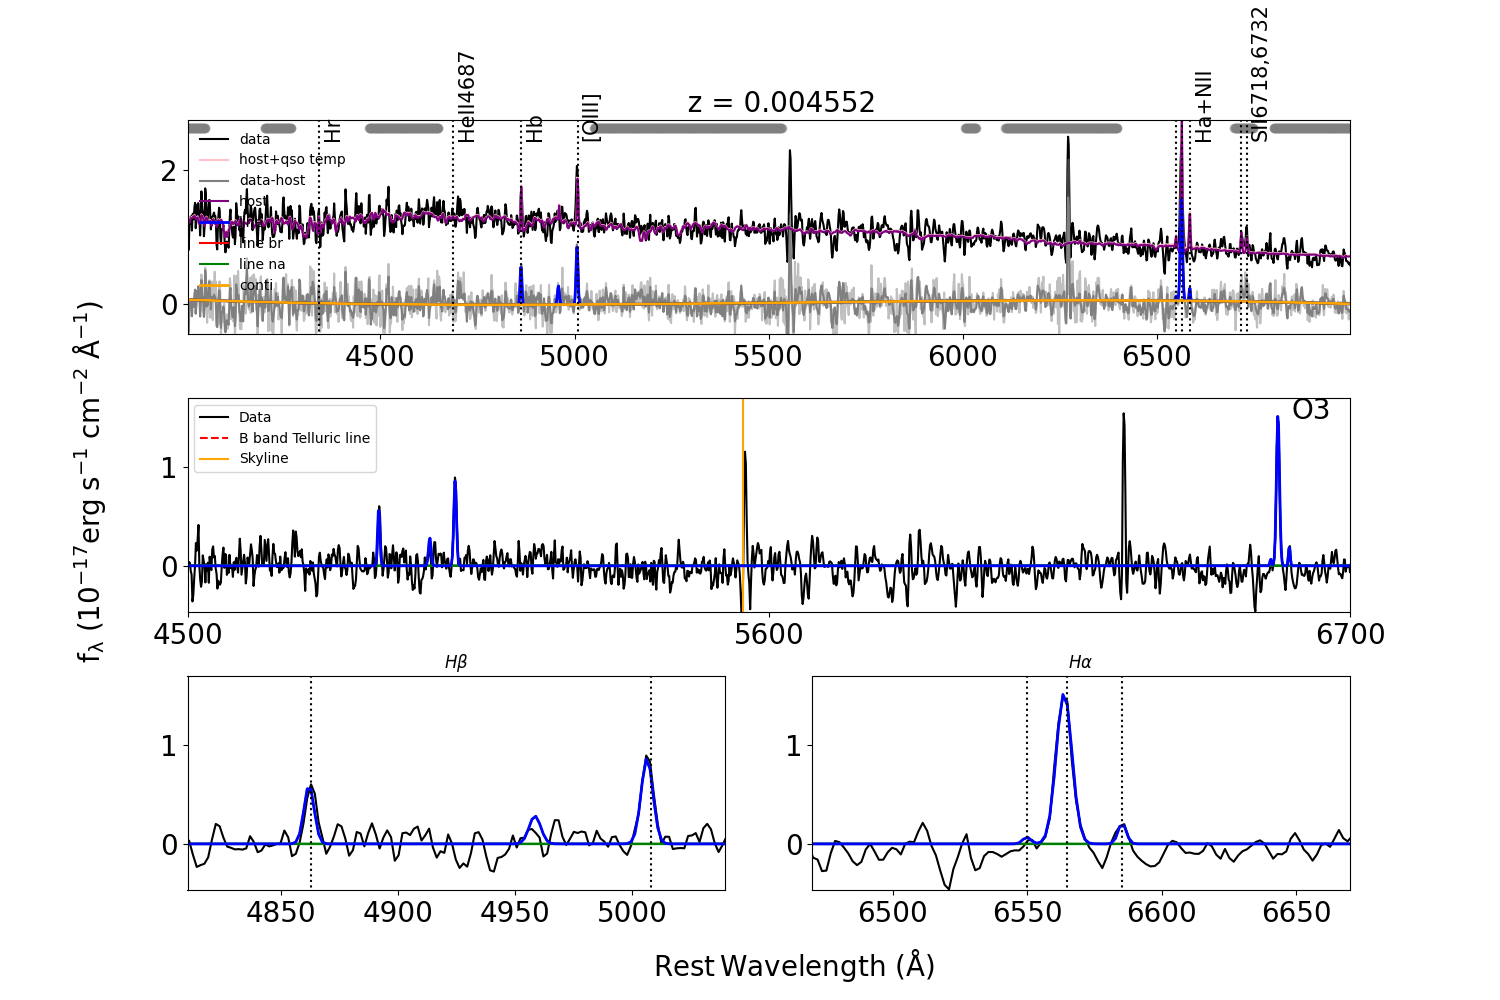 z = 0.004552
Hr
HeII4687
Hb
[OIII]
Ha+NII
SII6718,6732
data
host+qso temp
data-host
host
line br
line na
conti
2
0
4500 5000 5500 6000 6500
O3
Data
B band Telluric line
Skyline
1
0
4500 5600 6700
f_λ (10^{-17} erg s^{-1} cm^{-2} Å^{-1})
Hβ
1
0
4850 4900 4950 5000
Hα
1
0
6500 6550 6600 6650
Rest Wavelength (Å)